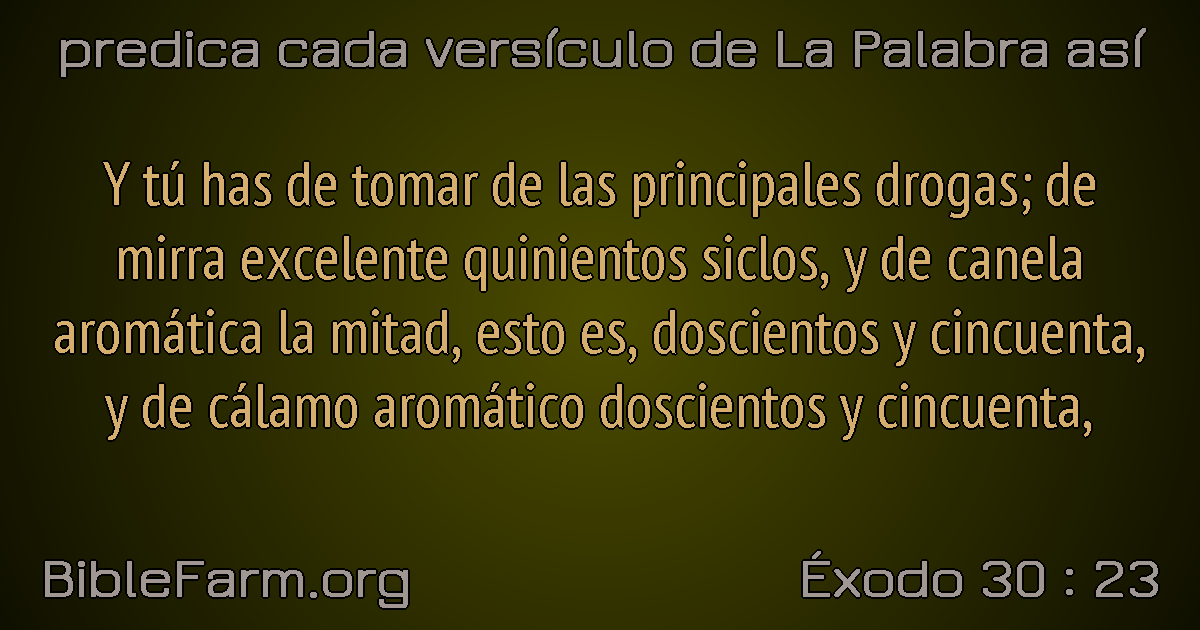 predica cada versículo de La Palabra así
Y tú has de tomar de las principales drogas; de
mirra excelente quinientos siclos, y de canela
aromática la mitad, esto es, doscientos y cincuenta,
y de cálamo aromático doscientos y cincuenta,
BibleFarm.org
Éxodo 30 : 23